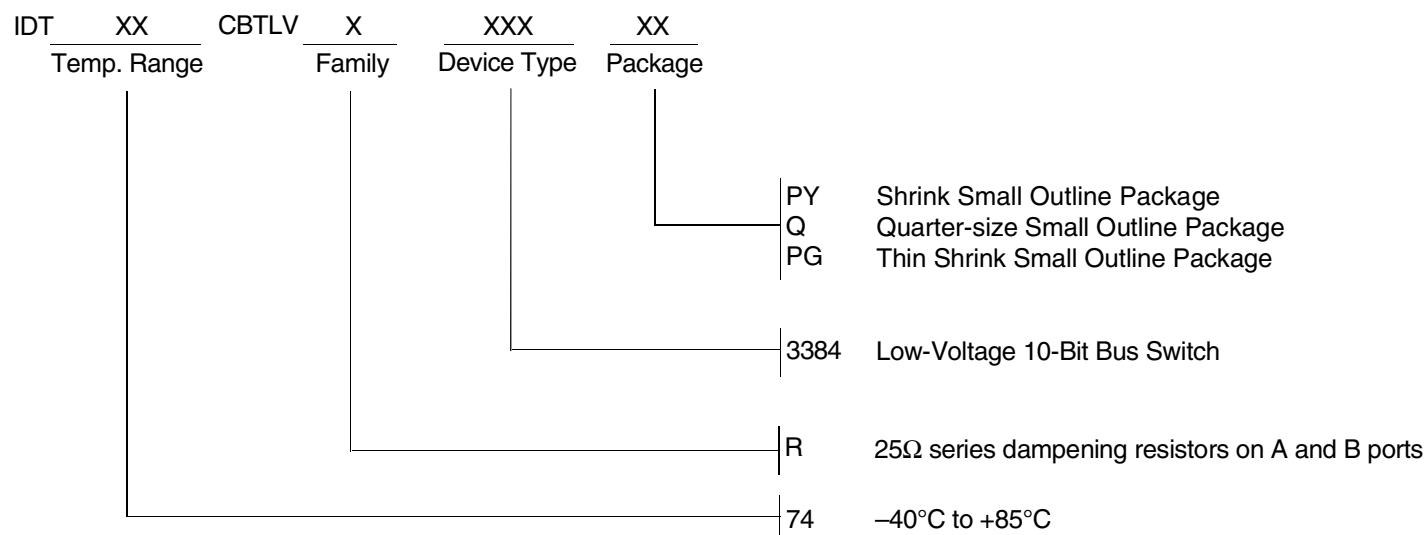 IDT XX CBTLV X XXX XX
Temp. Range Family Device Type Package
PY Shrink Small Outline Package
Q Quarter-size Small Outline Package
PG Thin Shrink Small Outline Package
3384 Low-Voltage 10-Bit Bus Switch
R 25Ω series dampening resistors on A and B ports
74 –40°C to +85°C